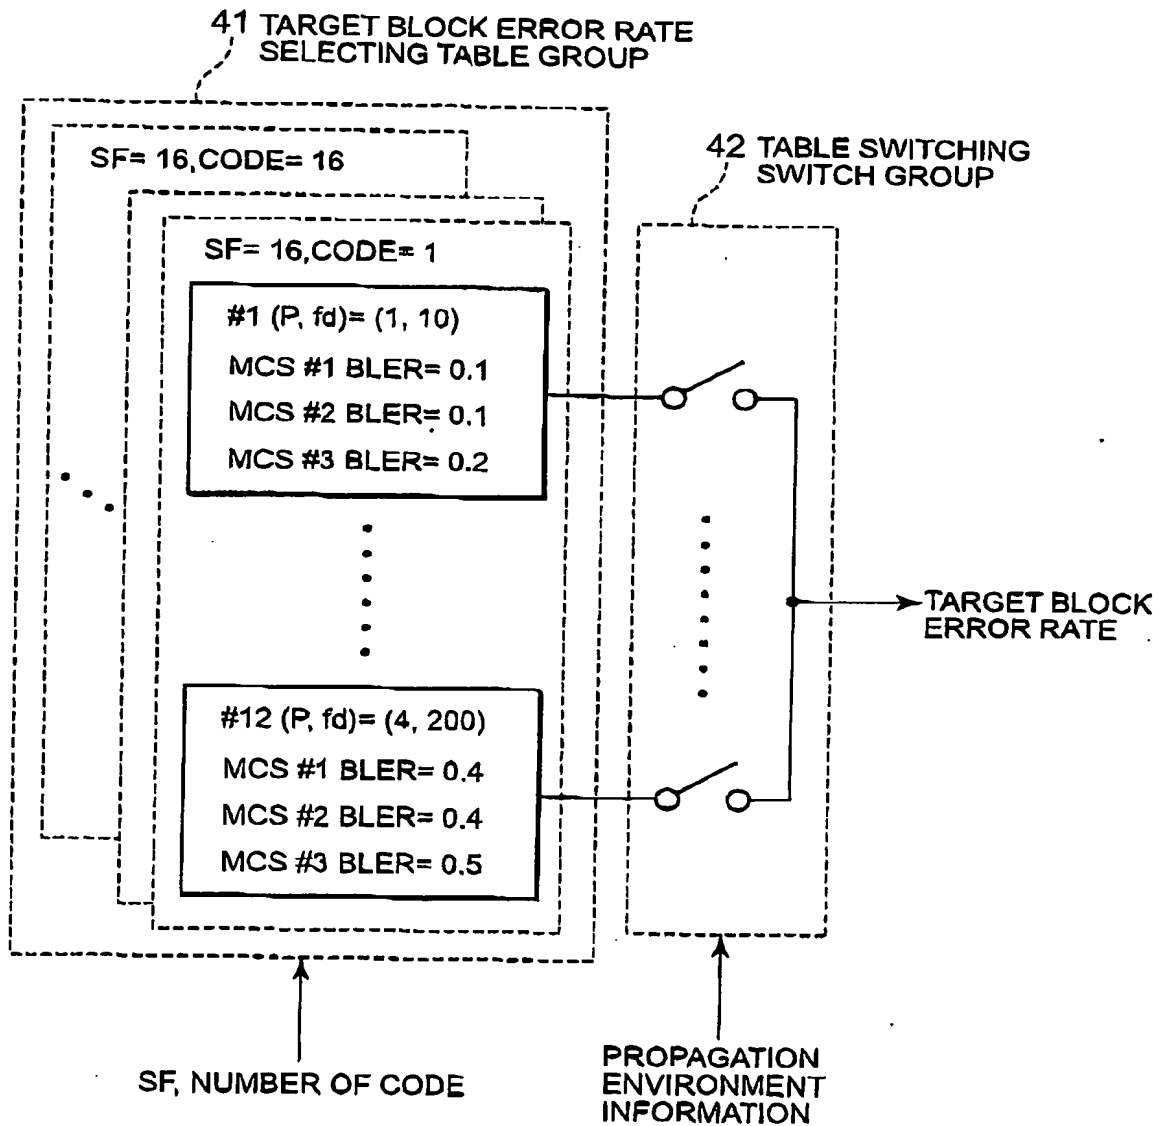 41 TARGET BLOCK ERROR RATE
SELECTING TABLE GROUP
42 TABLE SWITCHING
SWITCH GROUP
SF= 16,CODE= 16
SF= 16,CODE= 1
#1 (P, fd)= (1, 10)
MCS #1 BLER= 0.1
MCS #2 BLER= 0.1
MCS #3 BLER= 0.2
#12 (P, fd)= (4, 200)
MCS #1 BLER= 0.4
MCS #2 BLER= 0.4
MCS #3 BLER= 0.5
TARGET BLOCK
ERROR RATE
SF, NUMBER OF CODE
PROPAGATION
ENVIRONMENT
INFORMATION